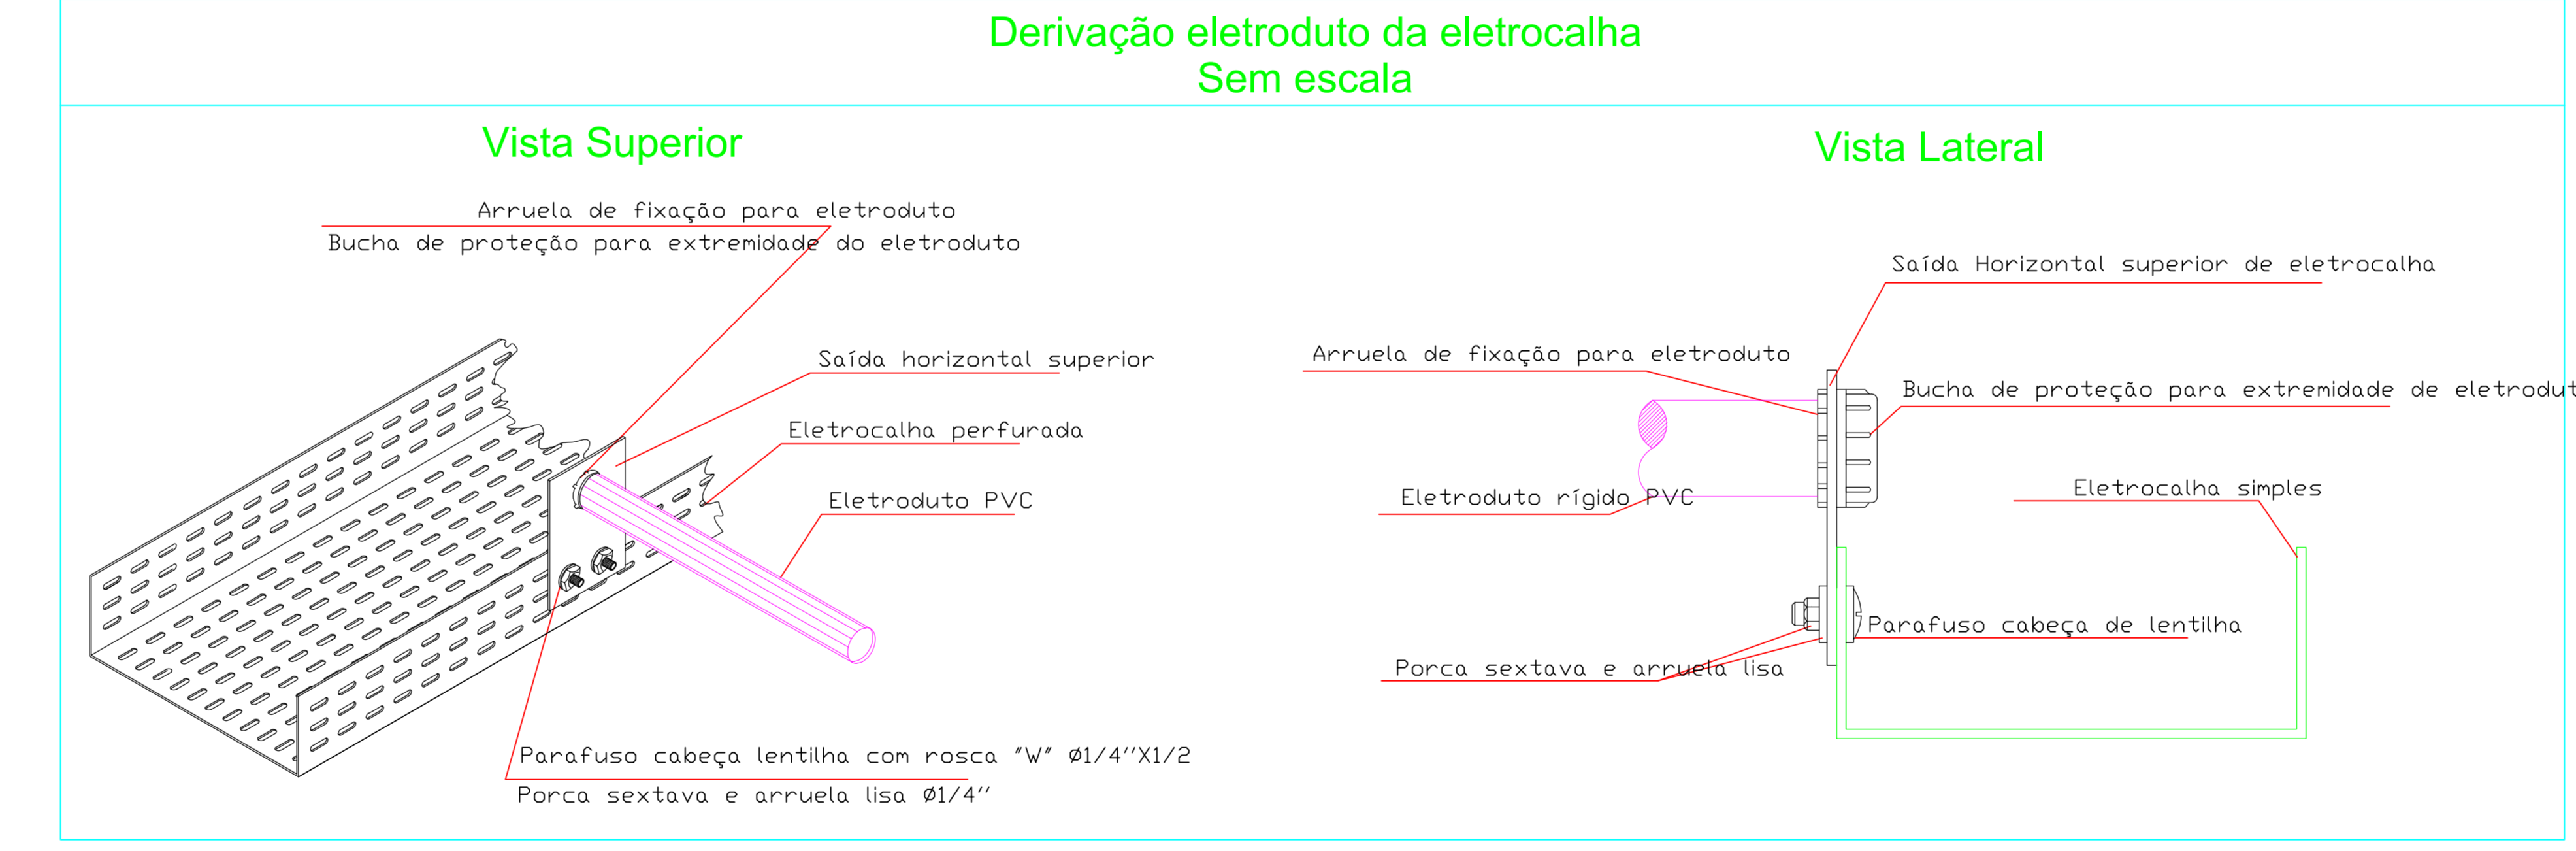 Derivação eletroduto da eletrocalha
Sem escala
Vista Superior
Arruela de fixação para eletroduto
Bucha de proteção para extremidade do eletroduto
Saída horizontal superior
Eletrocalha perfurada
Eletroduto PVC
Parafuso cabeça lentilha com rosca "W" Ø1/4''X1/2
Porca sextava e arruela lisa Ø1/4''
Vista Lateral
Saída Horizontal superior de eletrocalha
Arruela de fixação para eletroduto
Bucha de proteção para extremidade de eletrodut
Eletroduto rígido PVC
Eletrocalha simples
Parafuso cabeça de lentilha
Porca sextava e arruela lisa